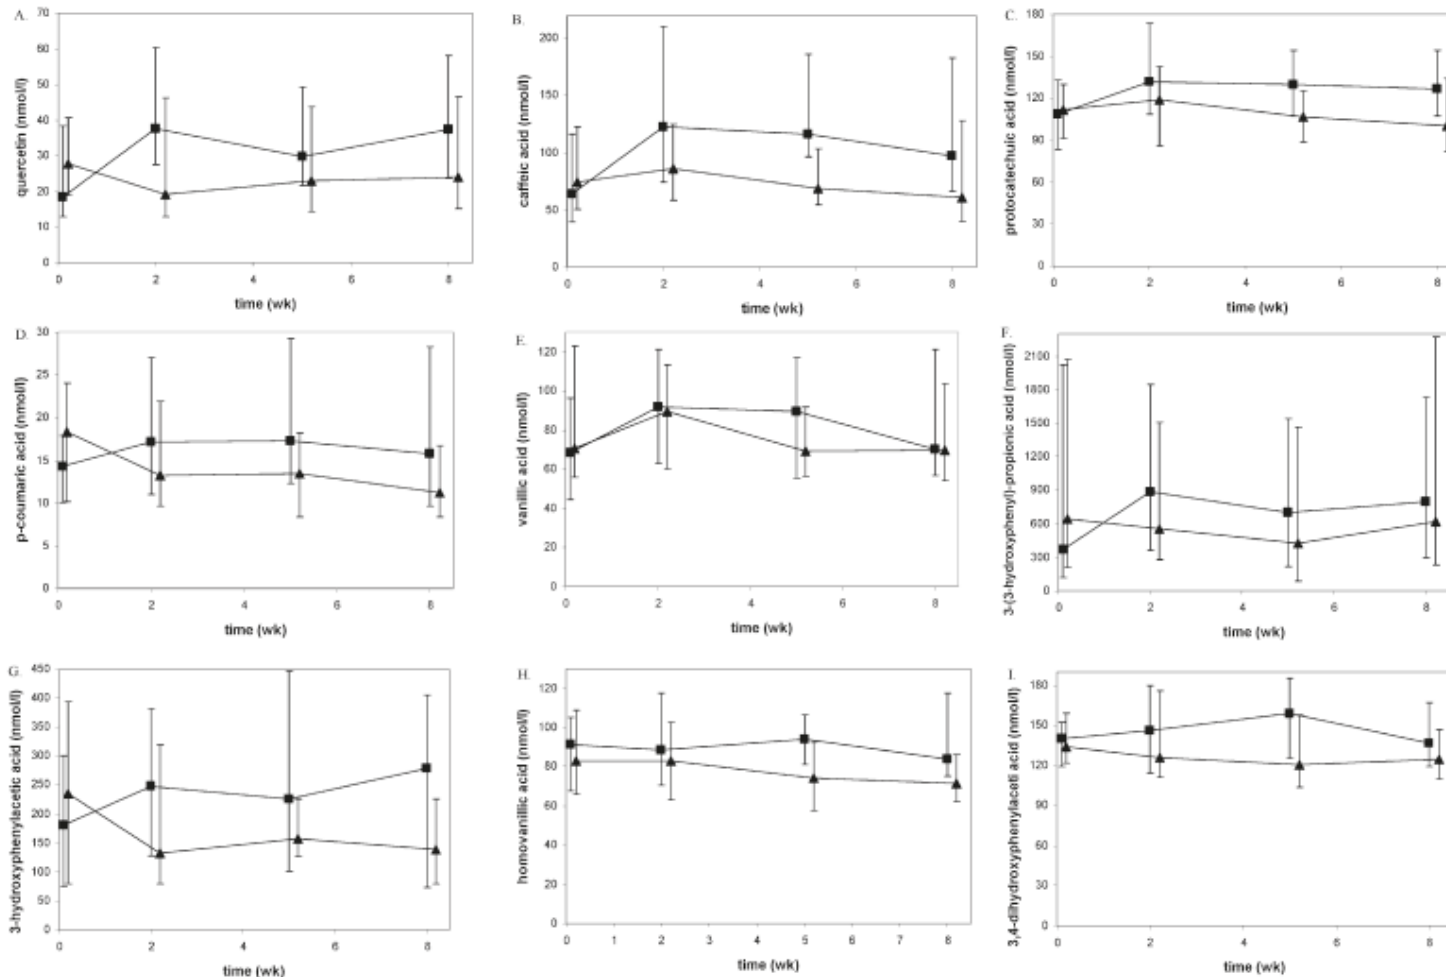 A.
70
60
50
40
30
20
10
0
quercetin (nmol/l)
0 2 4 6 8
time (wk)
B.
200
150
100
50
0
caffeic acid (nmol/l)
0 2 4 6 8
time (wk)
C.
180
150
120
90
60
30
0
protocatechuic acid (nmol/l)
0 2 4 6 8
time (wk)
D.
30
25
20
15
10
5
0
p-coumaric acid (nmol/l)
0 2 4 6 8
time (wk)
E.
120
100
80
60
40
20
0
vanillic acid (nmol/l)
0 2 4 6 8
time (wk)
F.
2100
1800
1500
1200
900
600
300
0
3-(3-hydroxyphenyl)-propionic acid (nmol/l)
0 2 4 6 8
time (wk)
G.
450
400
350
300
250
200
150
100
50
0
3-hydroxyphenylacetic acid (nmol/l)
0 2 4 6 8
time (wk)
H.
120
100
80
60
40
20
0
homovanillic acid (nmol/l)
0 1 2 3 4 5 6 7 8
time (wk)
I.
180
150
120
90
60
30
0
3,4-dihydroxyphenylaceti acid (nmol/l)
0 2 4 6 8
time (wk)